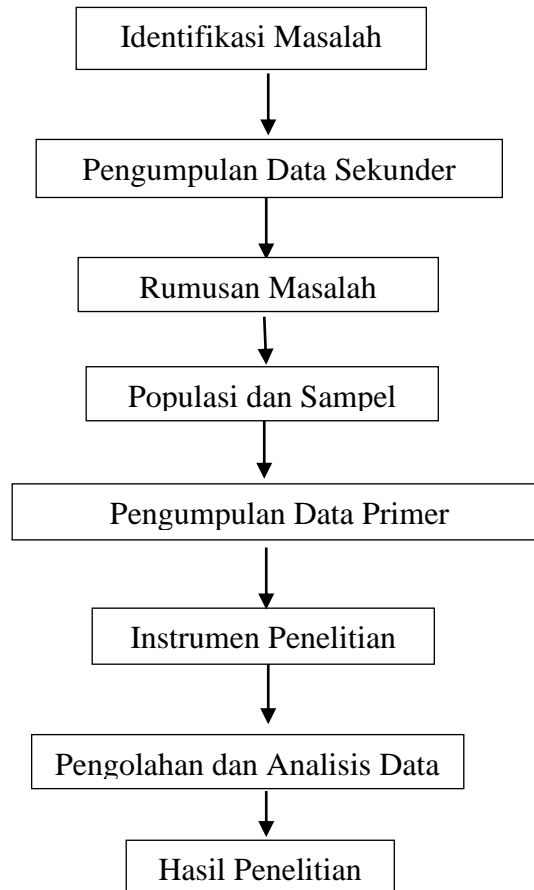 Identifikasi Masalah
Pengumpulan Data Sekunder
Rumusan Masalah
Populasi dan Sampel
Pengumpulan Data Primer
Instrumen Penelitian
Pengolahan dan Analisis Data
Hasil Penelitian